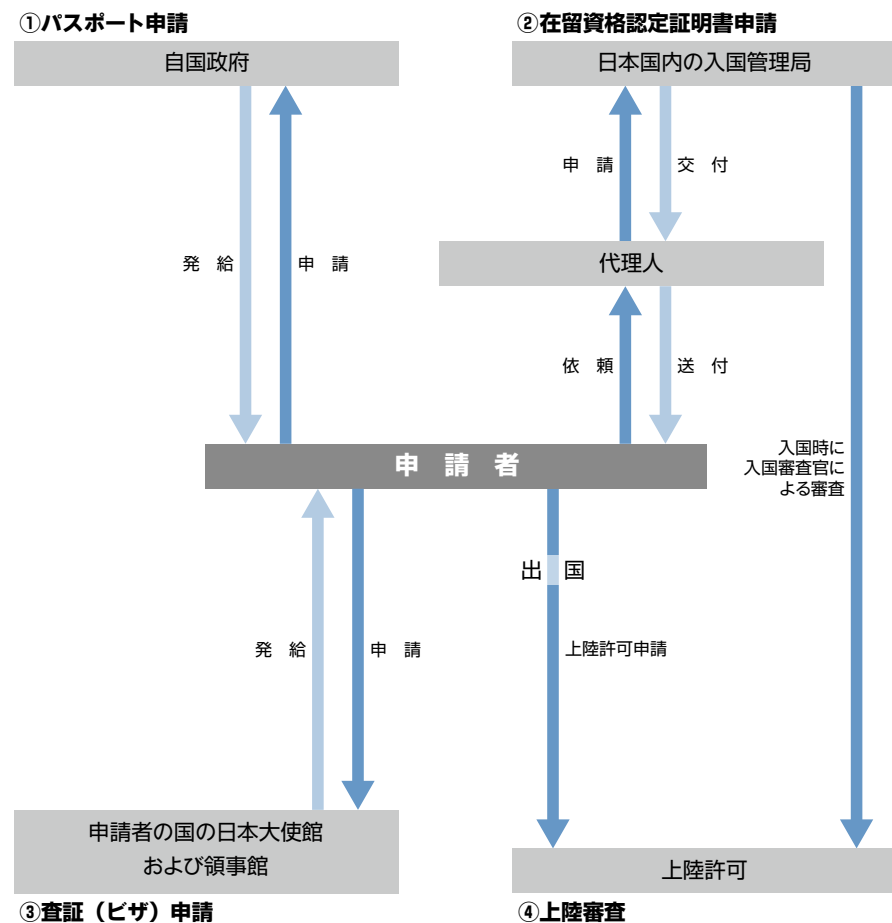 ①パスポート申請
②在留資格認定証明書申請
自国政府
日本国内の入国管理局
申 請
交 付
発 給
申 請
代理人
依 頼
送 付
入国時に
入国審査官に
よる審査
申 請 者
出 国
発 給
申 請
上陸許可申請
申請者の国の日本大使館
および領事館
上陸許可
③査証（ビザ）申請
④上陸審査